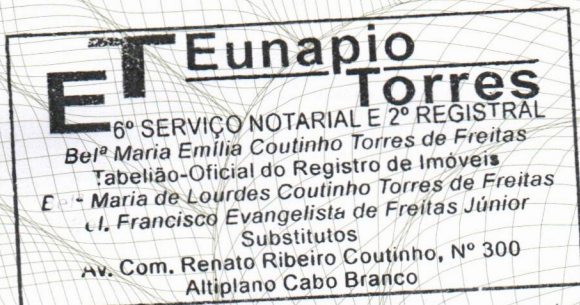 ET Eunapio
Torres
6º SERVIÇO NOTARIAL E 2º REGISTRAL
Belª Maria Emília Coutinho Torres de Freitas
Tabelião-Oficial do Registro de Imóveis
Maria de Lourdes Coutinho Torres de Freitas
Francisco Evangelista de Freitas Júnior
Substitutos
Av. Com. Renato Ribeiro Coutinho, Nº 300
Altiplano Cabo Branco